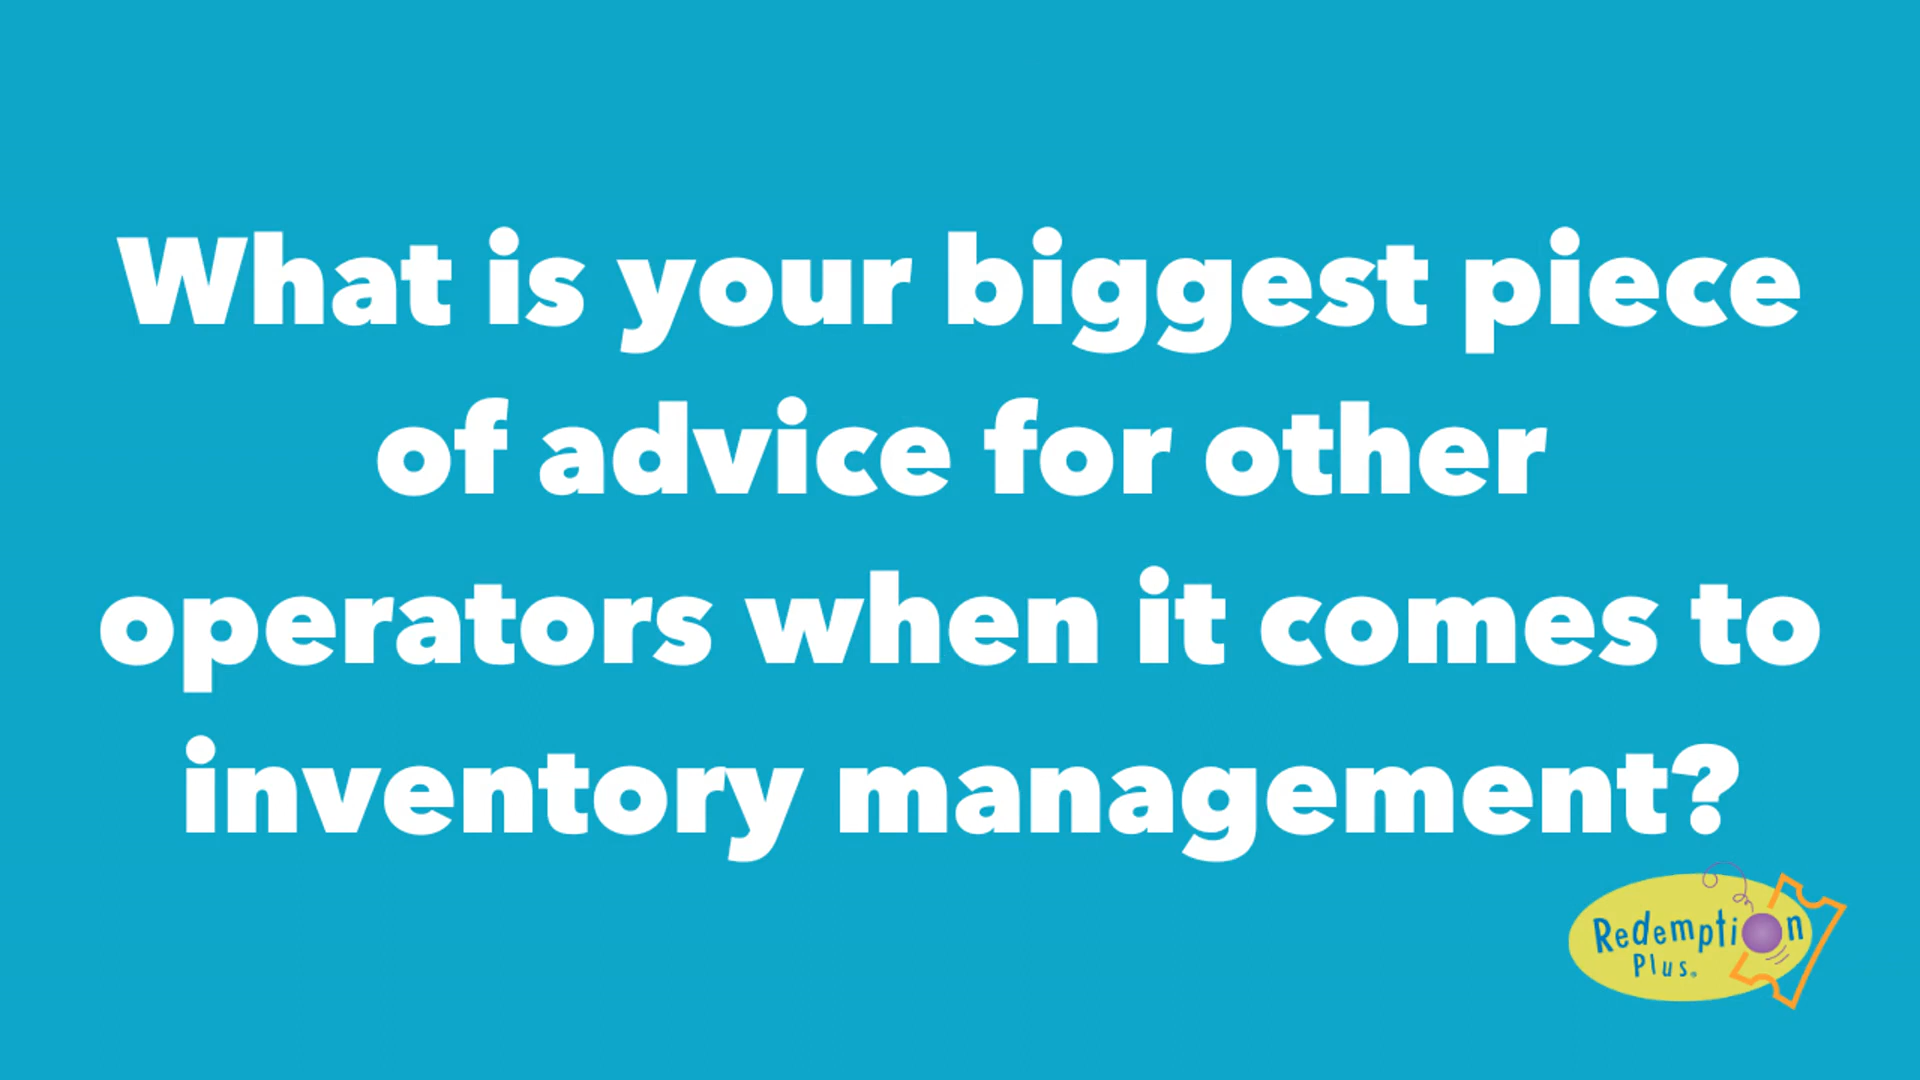 What is your biggest piece
of advice for other
operators when it comes to
inventory management?
Redemption
Plus®